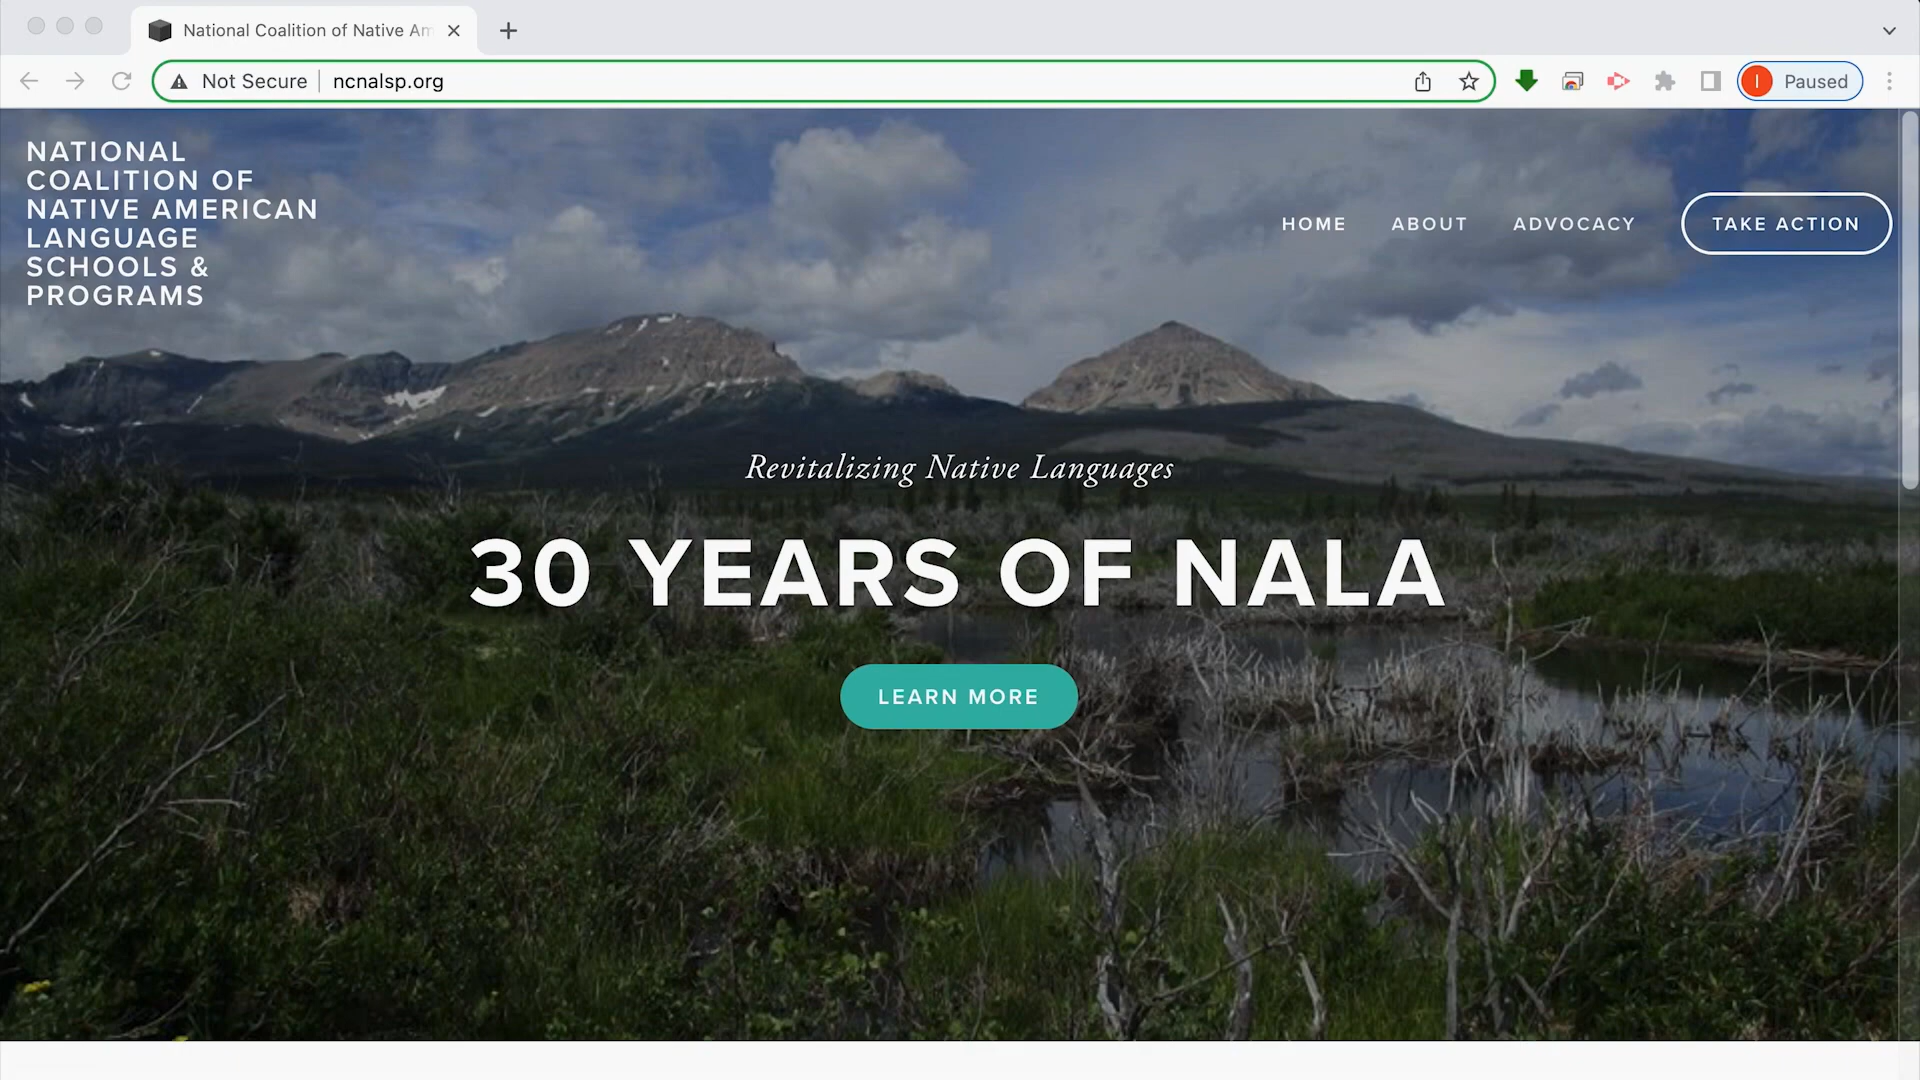 National Coalition of Native Am
Not Secure
ncnalsp.org
I
Paused
NATIONAL
COALITION OF
NATIVE AMERICAN
LANGUAGE
SCHOOLS &
PROGRAMS
HOME
ABOUT
ADVOCACY
TAKE ACTION
Revitalizing Native Languages
30 YEARS OF NALA
LEARN MORE